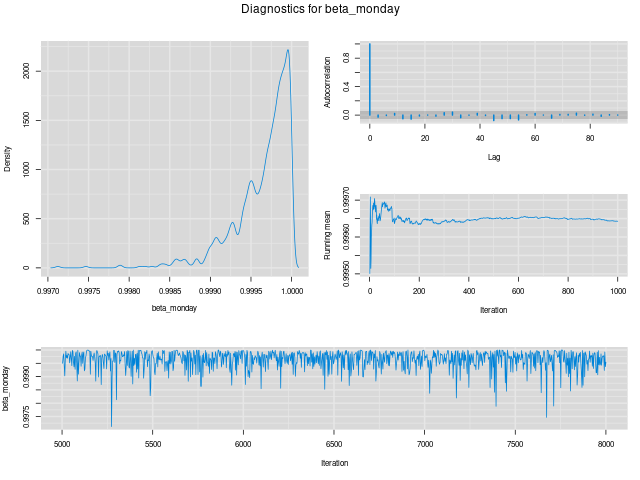 Diagnostics for beta_monday
Density
0
500
1000
1500
2000
0.9970 0.9975 0.9980 0.9985 0.9990 0.9995 1.0000
beta_monday
Autocorrelation
0.0
0.4
0.8
0 20 40 60 80
Lag
Running mean
0.99950
0.99960
0.99970
0 200 400 600 800 1000
Iteration
beta_monday
0.9975
0.9990
5000 5500 6000 6500 7000 7500 8000
Iteration